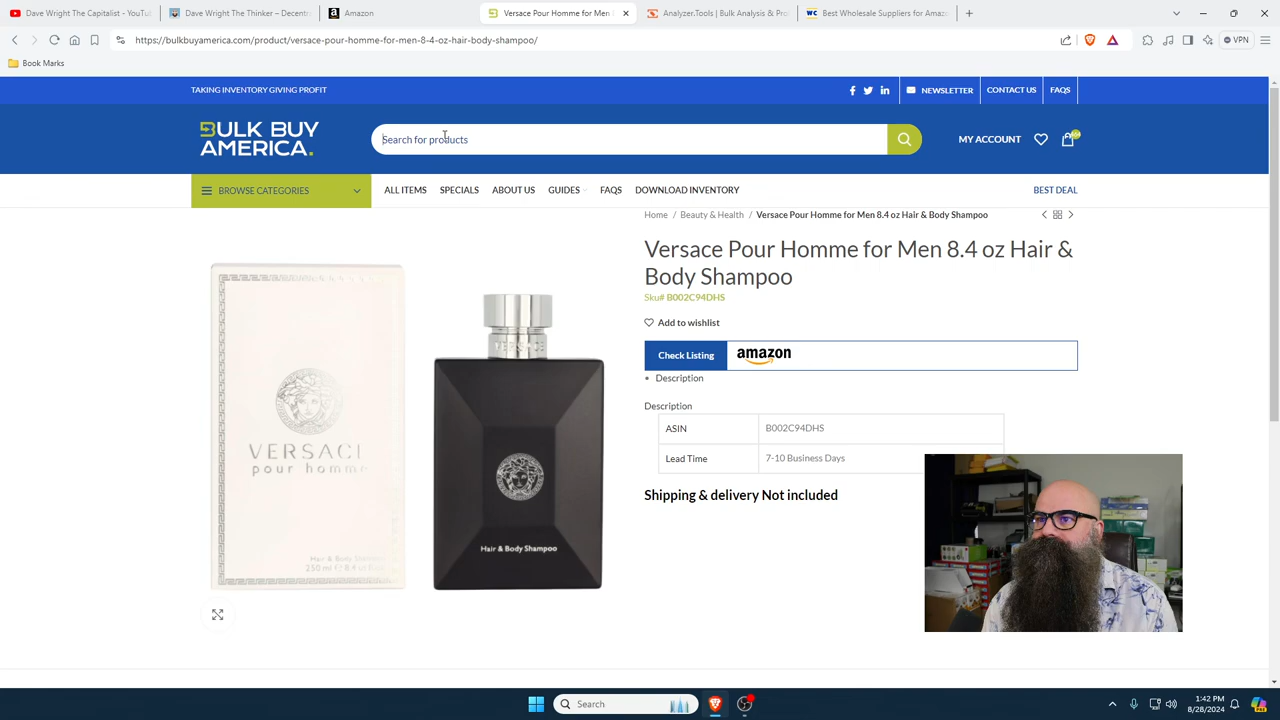 Dave Wright The Capitalist - YouTu
Dave Wright The Thinker – Decentr
Amazon
Versace Pour Homme for Men
Analyzer.Tools | Bulk Analysis & Pro
Best Wholesale Suppliers for Amazo
https://bulkbuyamerica.com/product/versace-pour-homme-for-men-8-4-oz-hair-body-shampoo/
VPN
Book Marks
TAKING INVENTORY GIVING PROFIT
NEWSLETTER
CONTACT US
FAQS
BULK BUY
AMERICA.
Search for products
MY ACCOUNT
BROWSE CATEGORIES
ALL ITEMS
SPECIALS
ABOUT US
GUIDES
FAQS
DOWNLOAD INVENTORY
BEST DEAL
Home / Beauty & Health / Versace Pour Homme for Men 8.4 oz Hair & Body Shampoo
Versace Pour Homme for Men 8.4 oz Hair &
Body Shampoo
Sku# B002C94DHS
Add to wishlist
Check Listing
amazon
Description
Description
ASIN B002C94DHS
Lead Time 7-10 Business Days
Shipping & delivery Not included
VERSACE
pour homme
Hair & Body Shampoo
250 ml ℮ 8.4 
VERSACE
Hair & Body Shampoo
Search
1:42 PM
8/28/2024